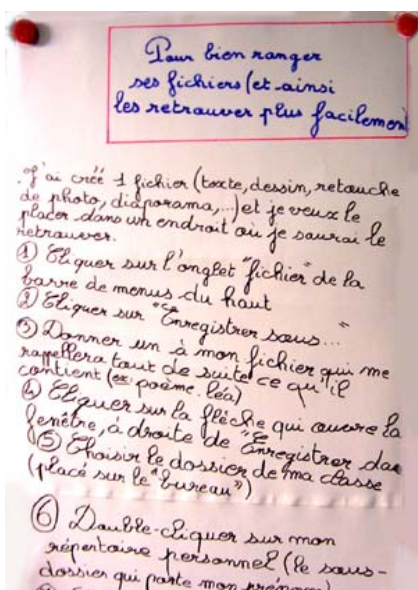 Pour bien ranger
ses fichiers (et ainsi
les retrouver plus facilement
J'ai créé 1 fichier (texte, dessin, retouche
de photo, diaporama,...) et je veux le
placer dans un endroit où je saurai le
retrouver.
① Cliquer sur l'onglet "fichier" de la
barre de menus du haut
② Cliquer sur "Enregistrer sous..."
③ Donner un à mon fichier qui me
rappellera tout de suite ce qu'il
contient (ex: poème. léa)
④ Cliquer sur la flèche qui ouvre la
fenêtre, à droite de "Enregistrer dans
⑤ Choisir le dossier de ma classe
(placé sur le "bureau")
⑥ Double-cliquer sur mon
répertoire personnel (le sous-
dossier qui porte mon prénom)